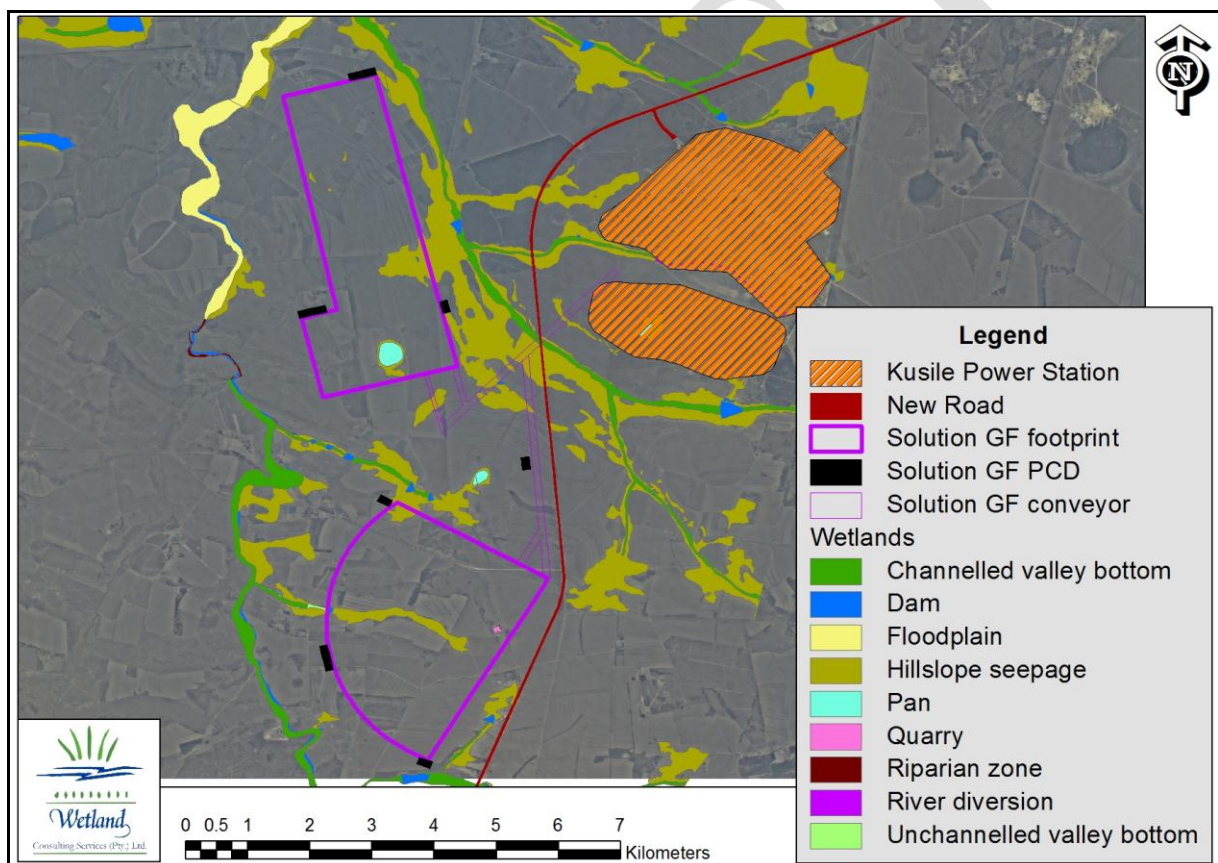 N
Legend
Kusile Power Station
New Road
Solution GF footprint
Solution GF PCD
Solution GF conveyor
Wetlands
Channelled valley bottom
Dam
Floodplain
Hillslope seepage
Pan
Quarry
Riparian zone
River diversion
Unchannelled valley bottom
Wetland
Consulting Services (Pty.) Ltd.
0 0.5 1 2 3 4 5 6 7
Kilometers